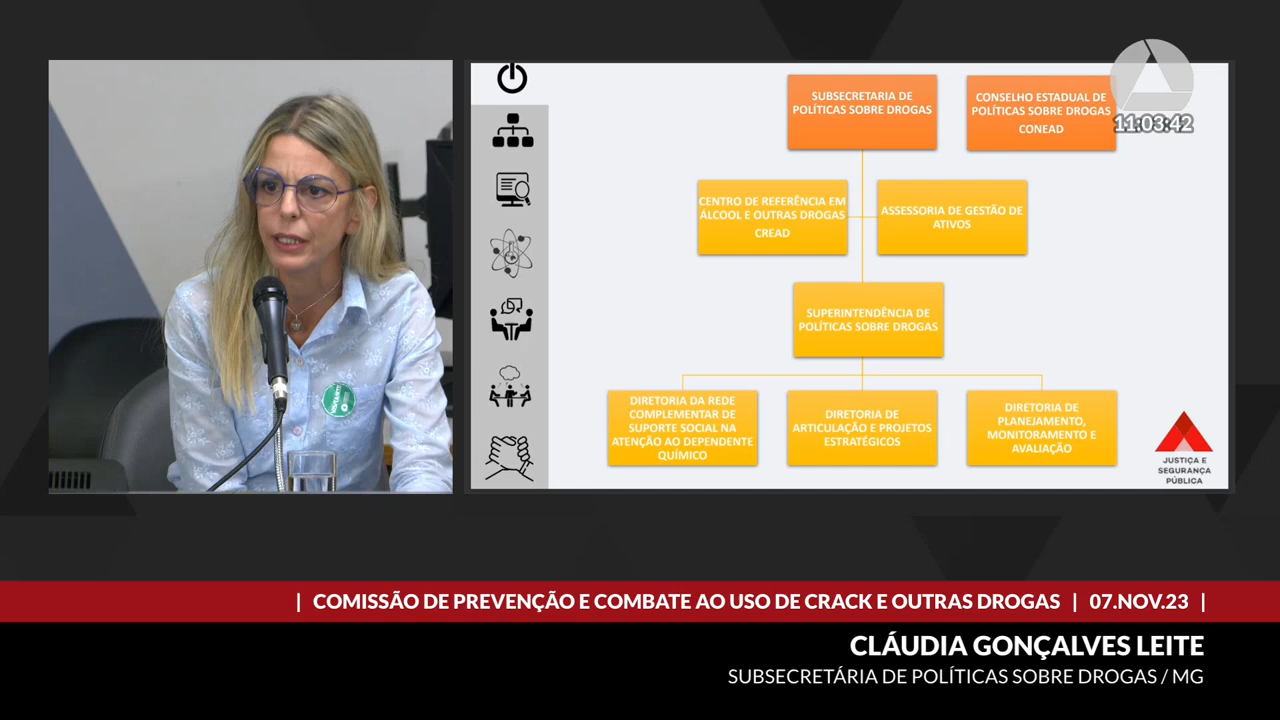 SUBSECRETARIA DE
POLÍTICAS SOBRE DROGAS
CONSELHO ESTADUAL DE
POLÍTICAS SOBRE DROGAS
CONEAD
11:03:42
CENTRO DE REFERÊNCIA EM
ÁLCOOL E OUTRAS DROGAS
CREAD
ASSESSORIA DE GESTÃO DE
ATIVOS
SUPERINTENDÊNCIA DE
POLÍTICAS SOBRE DROGAS
DIRETORIA DA REDE
COMPLEMENTAR DE
SUPORTE SOCIAL NA
ATENÇÃO AO DEPENDENTE
QUÍMICO
DIRETORIA DE
ARTICULAÇÃO E PROJETOS
ESTRATÉGICOS
DIRETORIA DE
PLANEJAMENTO,
MONITORAMENTO E
AVALIAÇÃO
JUSTIÇA E
SEGURANÇA
PÚBLICA
| COMISSÃO DE PREVENÇÃO E COMBATE AO USO DE CRACK E OUTRAS DROGAS | 07.NOV.23 |
CLÁUDIA GONÇALVES LEITE
SUBSECRETÁRIA DE POLÍTICAS SOBRE DROGAS / MG